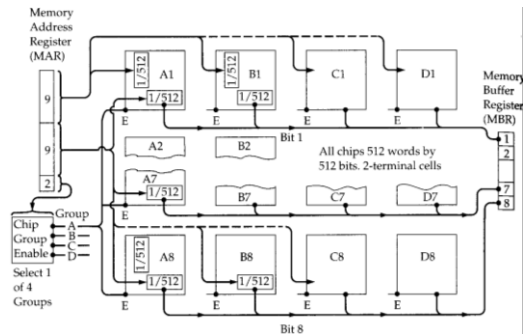 Memory
Address
Register
(MAR)
9
9
2
Chip
Group
Enable
Select 1
of 4
Groups
Group
A
B
C
D
1/512
A1
1/512
E
1/512
B1
1/512
E
C1
E
D1
E
Bit 1
A2
B2
All chips 512 words by
512 bits. 2-terminal cells
A7
1/512
E
B7
C7
D7
1/512
A8
1/512
E
B8
1/512
E
C8
E
D8
E
Bit 8
Memory
Buffer
Register
(MBR)
1
2
7
8